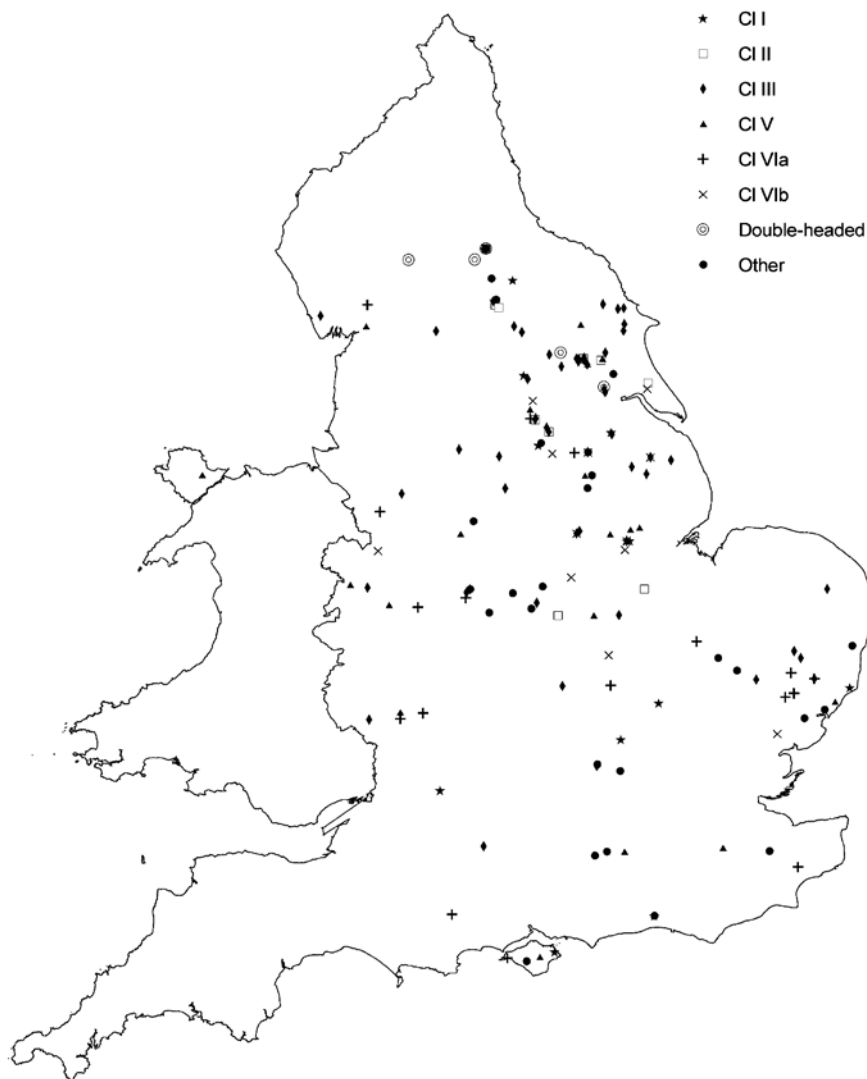 Cl I
Cl II
Cl III
Cl V
Cl VIa
Cl VIb
Double-headed
Other